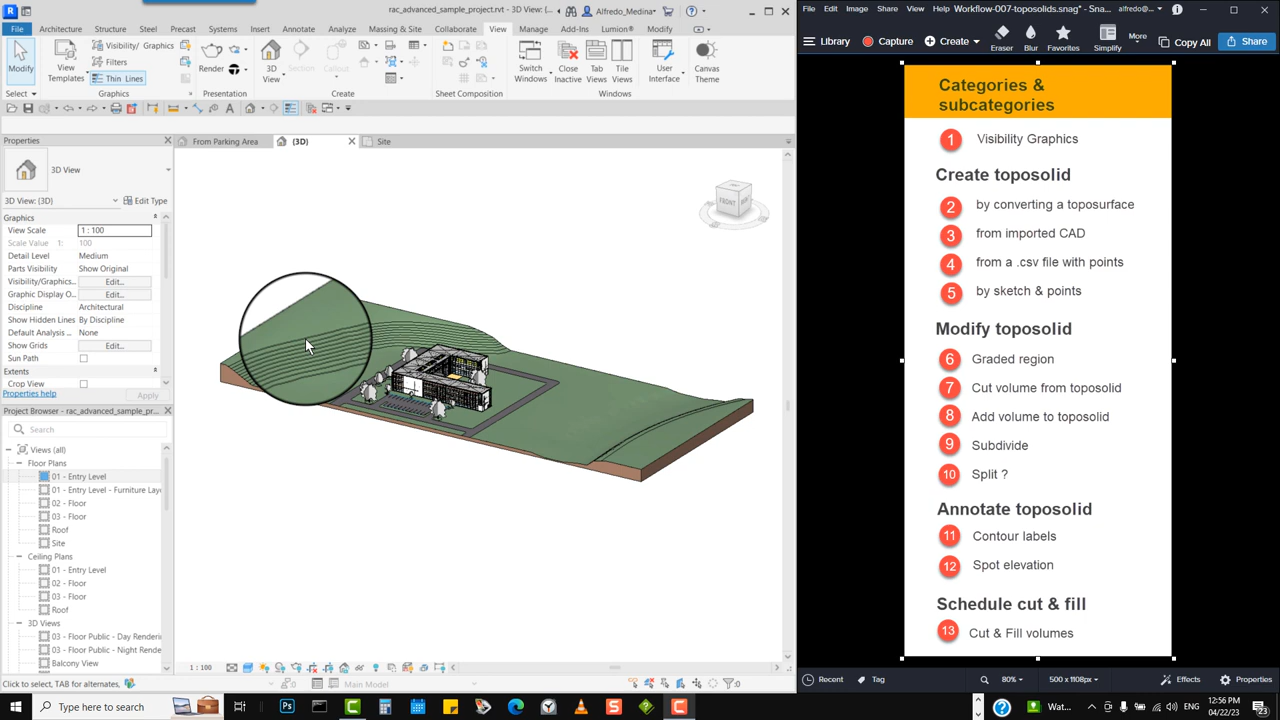 rac_advanced_sample_project.rvt - 3D View: (...
Alfredo_Medina...
File Architecture Structure Steel Precast Systems Insert Annotate Analyze Massing & Site Collaborate View Manage Add-Ins Lumion® Modify
Modify
View Templates
Visibility/ Graphics
Filters
Thin Lines
Render
3D View
Section
Callout
Switch Windows
Close Inactive
Tab Views
Tile Views
User Interface
Canvas Theme
Select Graphics Presentation Create Sheet Composition Windows
From Parking Area (3D) Site
Properties
3D View
3D View: (3D) Edit Type
Graphics
View Scale 1 : 100
Scale Value 1: 100
Detail Level Medium
Parts Visibility Show Original
Visibility/Graphics... Edit...
Graphic Display O... Edit...
Discipline Architectural
Show Hidden Lines By Discipline
Default Analysis ... None
Show Grids Edit...
Sun Path
Extents
Crop View
Properties help Apply
Project Browser - rac_advanced_sample_pr...
Search
Views (all)
Floor Plans
01 - Entry Level
01 - Entry Level - Furniture Layo
02 - Floor
03 - Floor
Roof
Site
Ceiling Plans
01 - Entry Level
02 - Floor
03 - Floor
Roof
3D Views
03 - Floor Public - Day Renderin
03 - Floor Public - Night Render
Balcony View
FRONT
1 : 100
Click to select, TAB for alternates,
:0
Main Model
:0
File Edit Image Share View Help Workflow-007-toposolids.snag* - Sna... alfredo@...
Library Capture Create Eraser Blur Favorites Simplify More Copy All Share
Categories &
subcategories
1 Visibility Graphics
Create toposolid
2 by converting a toposurface
3 from imported CAD
4 from a .csv file with points
5 by sketch & points
Modify toposolid
6 Graded region
7 Cut volume from toposolid
8 Add volume to toposolid
9 Subdivide
10 Split ?
Annotate toposolid
11 Contour labels
12 Spot elevation
Schedule cut & fill
13 Cut & Fill volumes
Recent Tag 80% 500 x 1108px Effects Properties
Type here to search
Wat...
12:56 PM
04/22/23